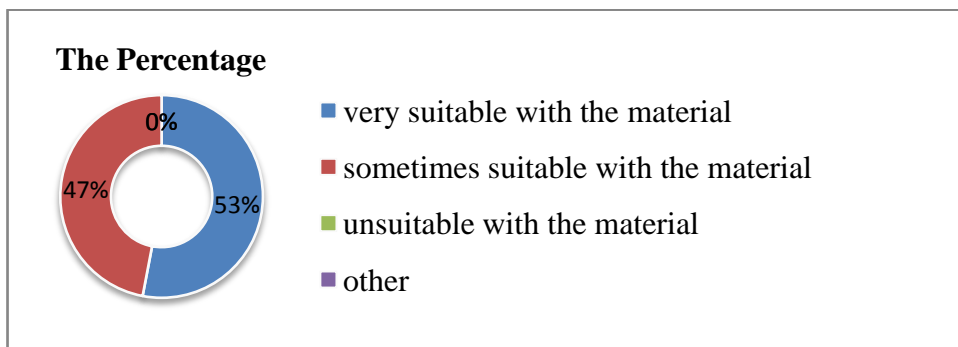 The Percentage
0%
47%
53%
very suitable with the material
sometimes suitable with the material
unsuitable with the material
other